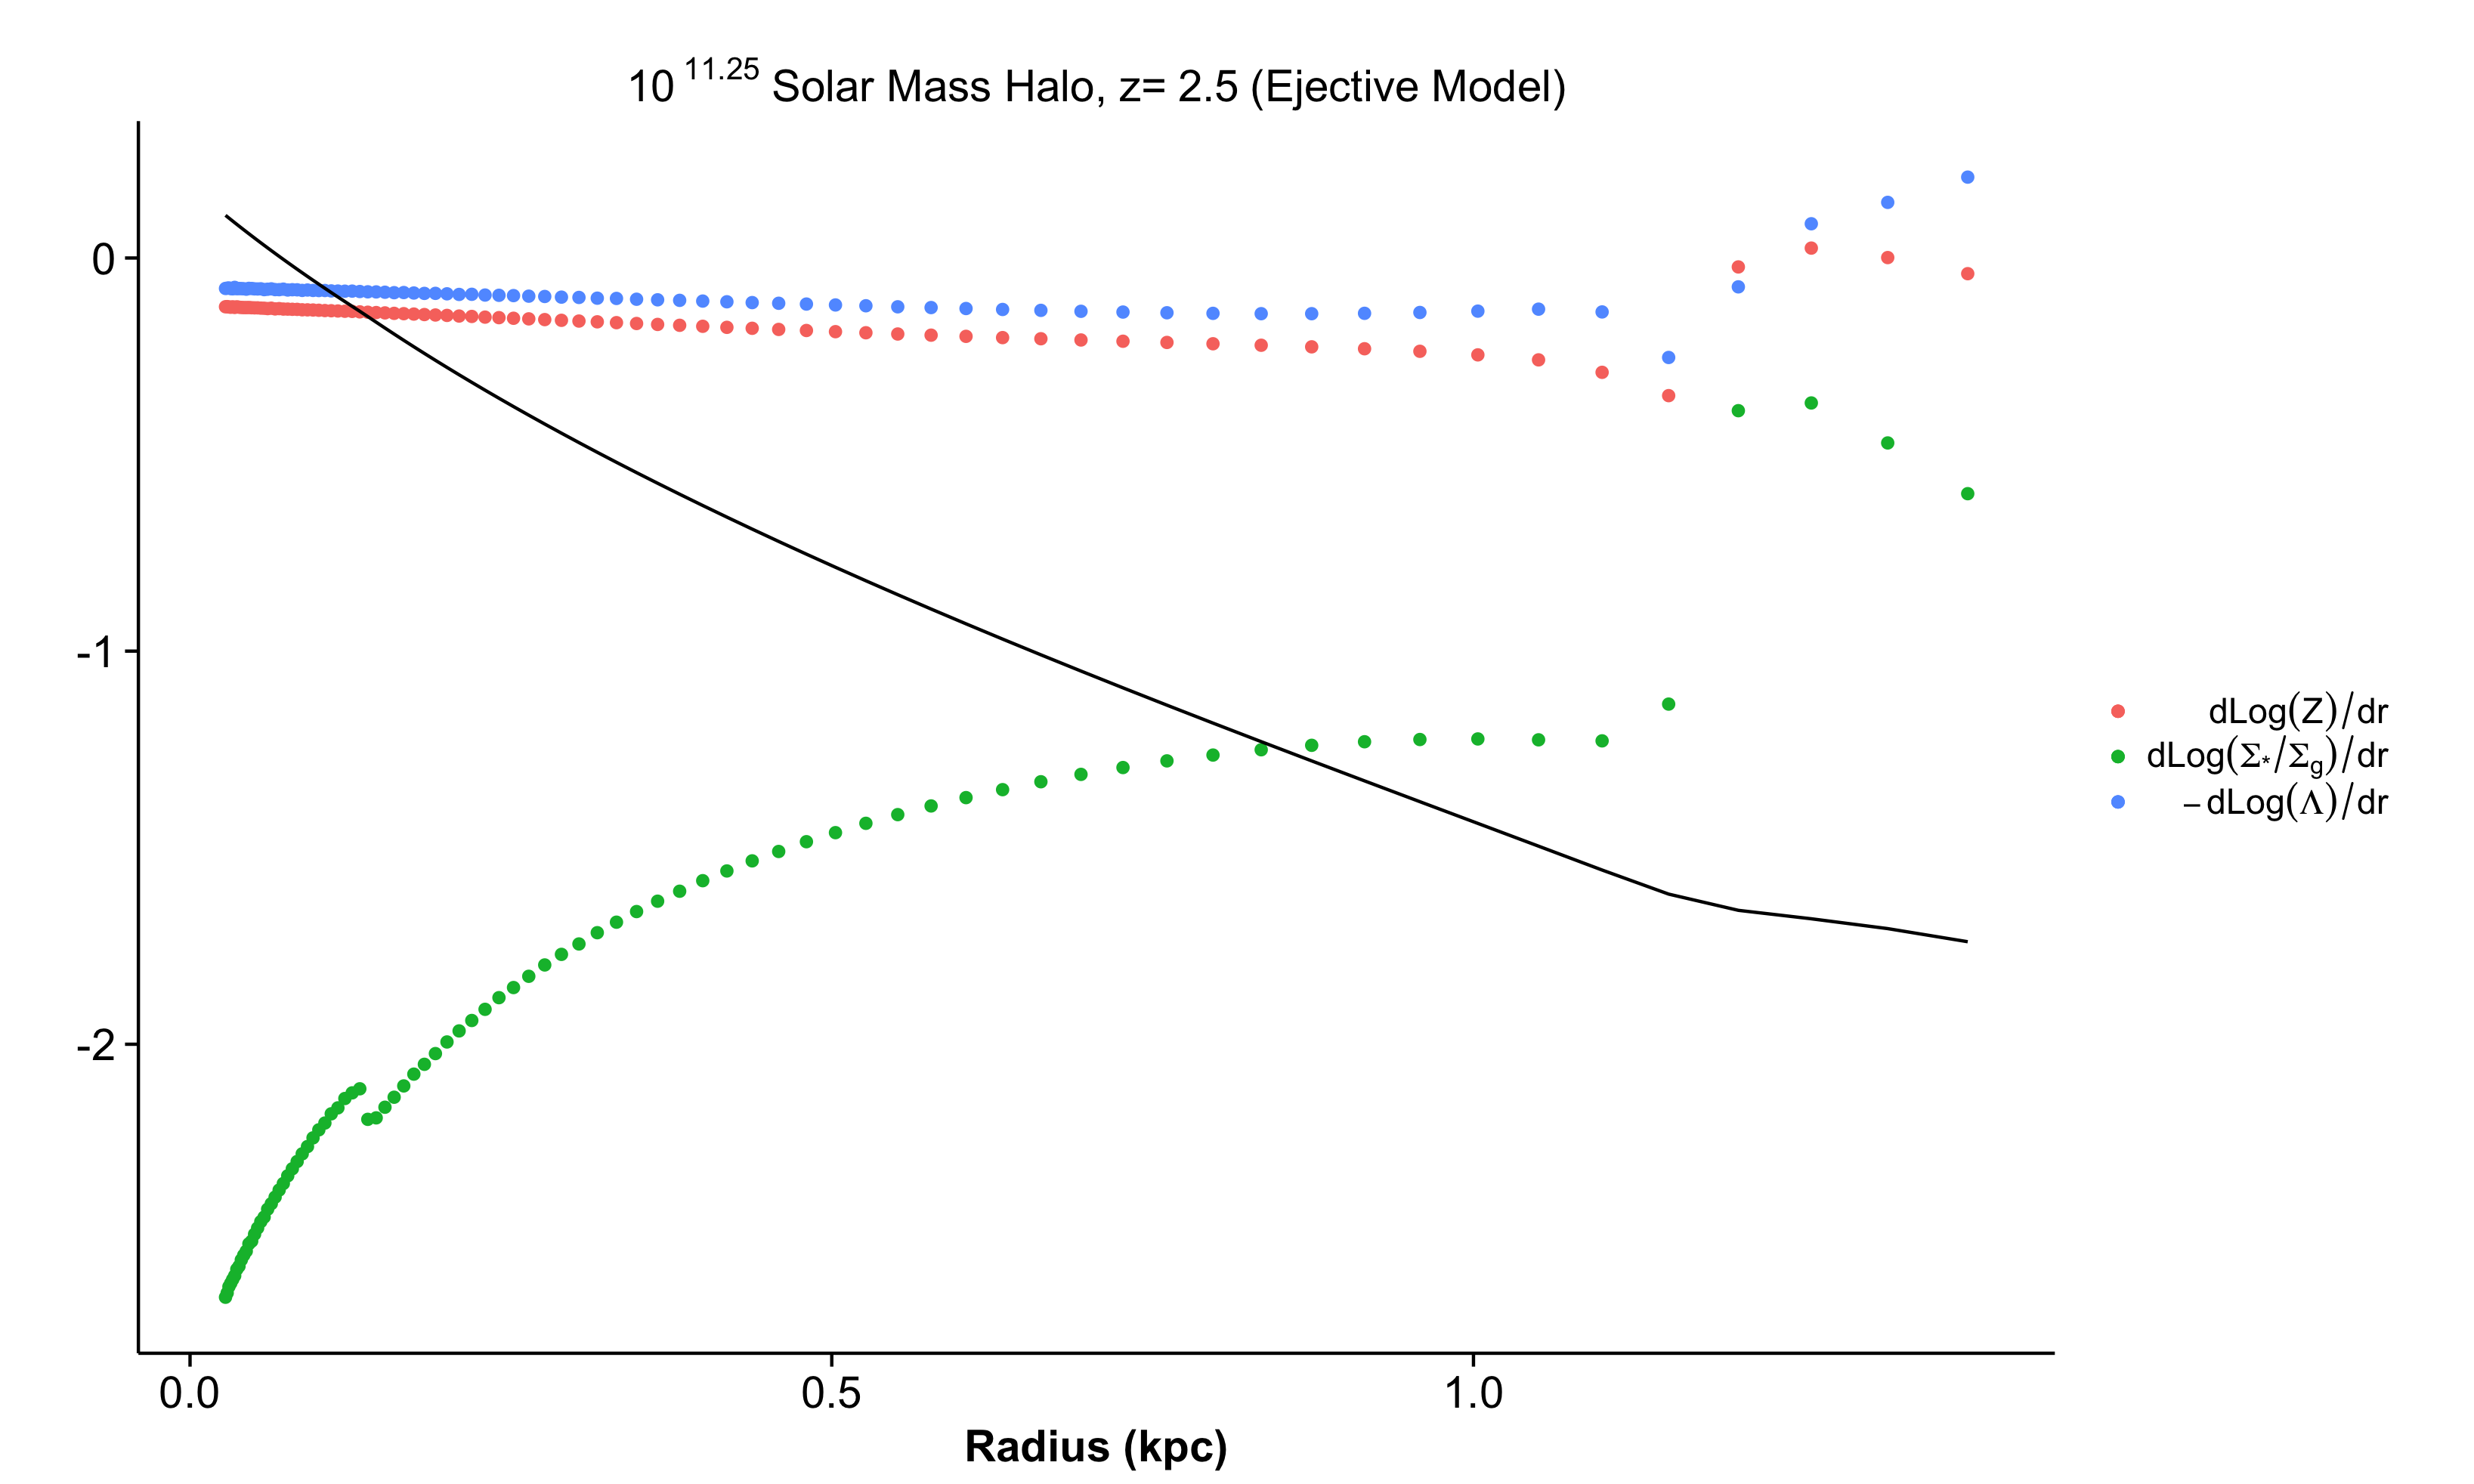 10^11.25 Solar Mass Halo, z= 2.5 (Ejective Model)
0
-1
-2
0.0 0.5 1.0
Radius (kpc)
dLog(Z)/dr
dLog(Σ*/Σg)/dr
– dLog(Λ)/dr